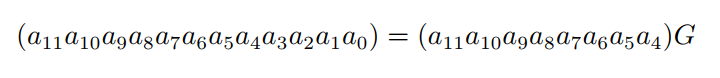 (a₁₁a₁₀a₉a₈a₇a₆a₅a₄a₃a₂a₁a₀) = (a₁₁a₁₀a₉a₈a₇a₆a₅a₄)G